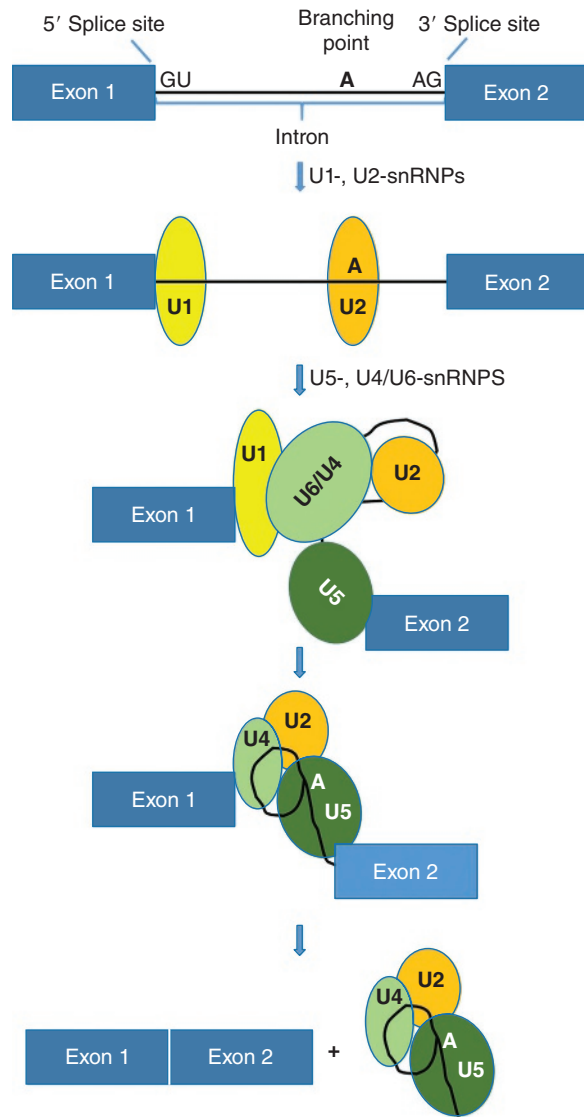 5′ Splice site
Branching point
3′ Splice site
Exon 1
GU
A
AG
Exon 2
Intron
U1-, U2-snRNPs
Exon 1
U1
A
U2
Exon 2
U5-, U4/U6-snRNPS
U1
U6/U4
U2
Exon 1
U5
Exon 2
U2
U4
Exon 1
A
U5
Exon 2
U2
U4
Exon 1
Exon 2
+
A
U5